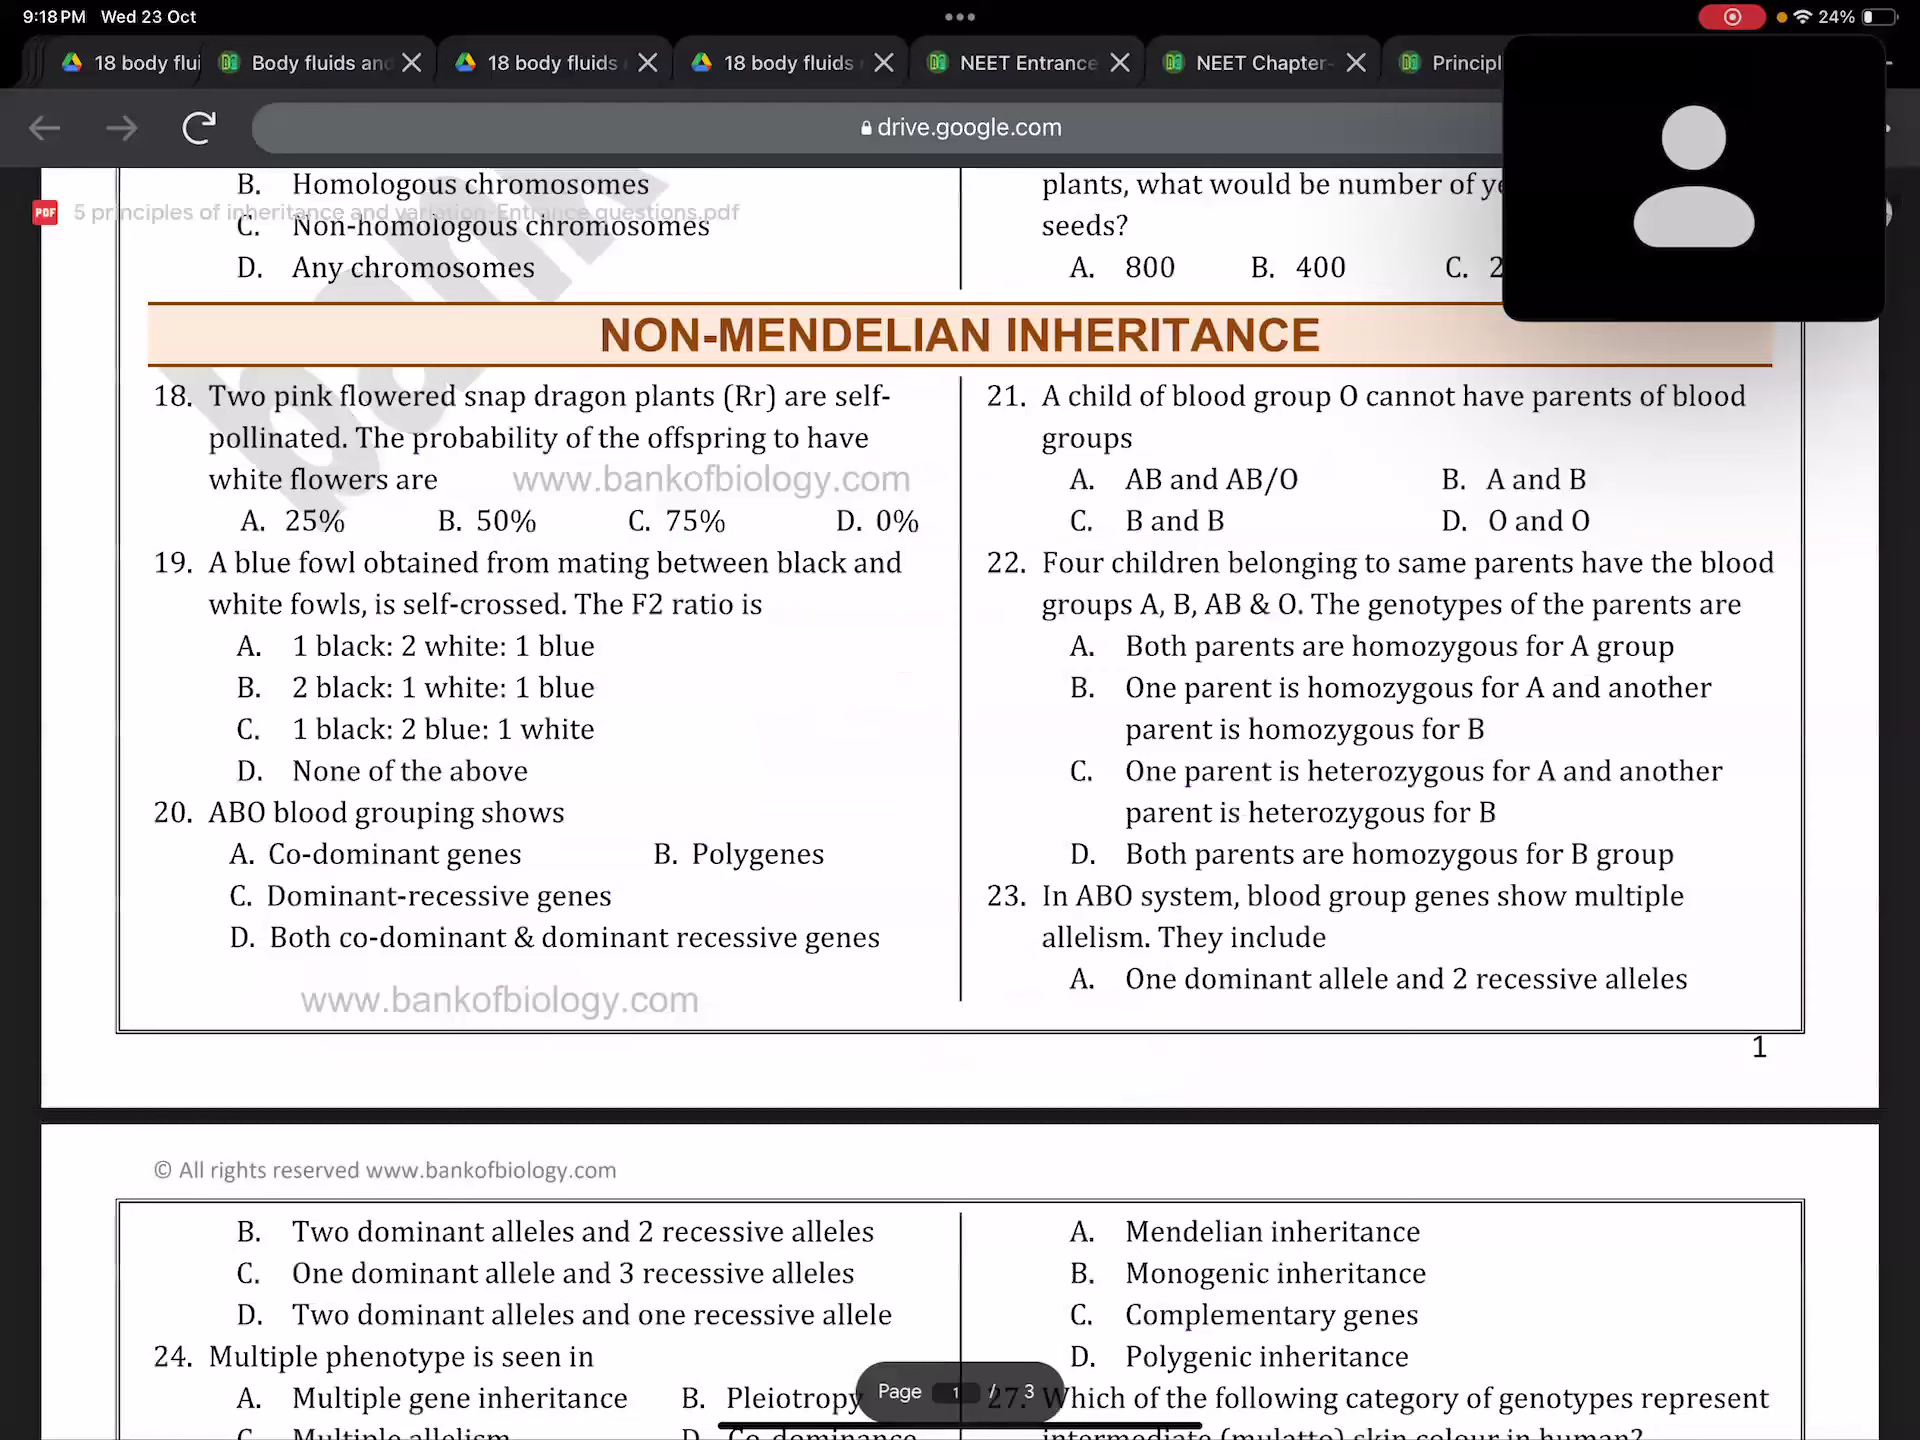 9:18 PM Wed 23 Oct
24%
18 body flui
Body fluids an
18 body fluids
18 body fluids
NEET Entrance
NEET Chapter-
Principl
drive.google.com
PDF 5 principles of inheritance and variation-Entrance questions.pdf
B. Homologous chromosomes
C. Non-homologous chromosomes
D. Any chromosomes
plants, what would be number of
seeds?
A. 800 B. 400 C. 2
NON-MENDELIAN INHERITANCE
18. Two pink flowered snap dragon plants (Rr) are self-
pollinated. The probability of the offspring to have
white flowers are
www.bankofbiology.com
A. 25% B. 50% C. 75% D. 0%
19. A blue fowl obtained from mating between black and
white fowls, is self-crossed. The F2 ratio is
A. 1 black: 2 white: 1 blue
B. 2 black: 1 white: 1 blue
C. 1 black: 2 blue: 1 white
D. None of the above
20. ABO blood grouping shows
A. Co-dominant genes B. Polygenes
C. Dominant-recessive genes
D. Both co-dominant & dominant recessive genes
www.bankofbiology.com
21. A child of blood group O cannot have parents of blood
groups
A. AB and AB/O B. A and B
C. B and B D. O and O
22. Four children belonging to same parents have the blood
groups A, B, AB & O. The genotypes of the parents are
A. Both parents are homozygous for A group
B. One parent is homozygous for A and another
parent is homozygous for B
C. One parent is heterozygous for A and another
parent is heterozygous for B
D. Both parents are homozygous for B group
23. In ABO system, blood group genes show multiple
allelism. They include
A. One dominant allele and 2 recessive alleles
1
© All rights reserved www.bankofbiology.com
B. Two dominant alleles and 2 recessive alleles
C. One dominant allele and 3 recessive alleles
D. Two dominant alleles and one recessive allele
24. Multiple phenotype is seen in
A. Multiple gene inheritance B. Pleiotropy
C. Multiple allelism D. Co-dominance
A. Mendelian inheritance
B. Monogenic inheritance
C. Complementary genes
D. Polygenic inheritance
27. Which of the following category of genotypes represent
intermediate (mulatto) skin colour in human?
Page 1 / 3